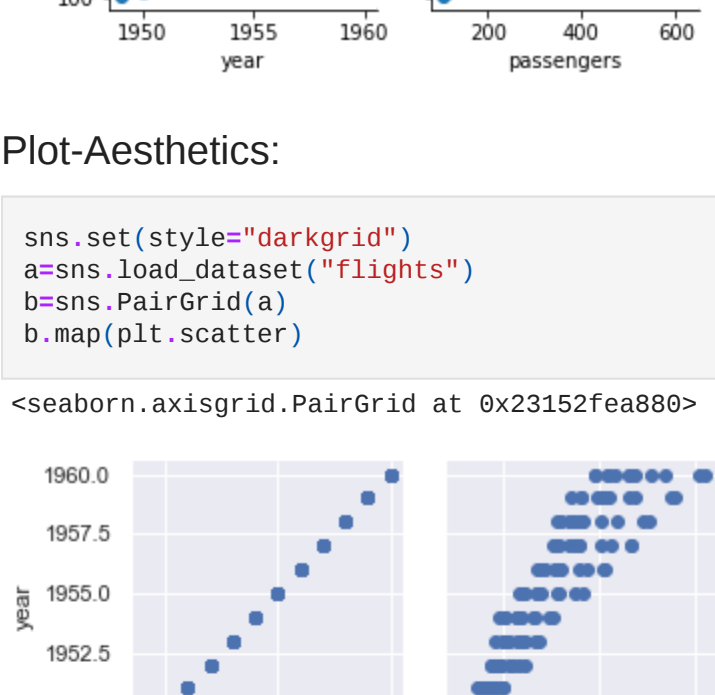 100
1950 1955 1960 200 400 600
year passengers
Plot-Aesthetics:
sns.set(style="darkgrid")
a=sns.load_dataset("flights")
b=sns.PairGrid(a)
b.map(plt.scatter)
<seaborn.axisgrid.PairGrid at 0x23152fea880>
1960.0
1957.5
1955.0
year
1952.5